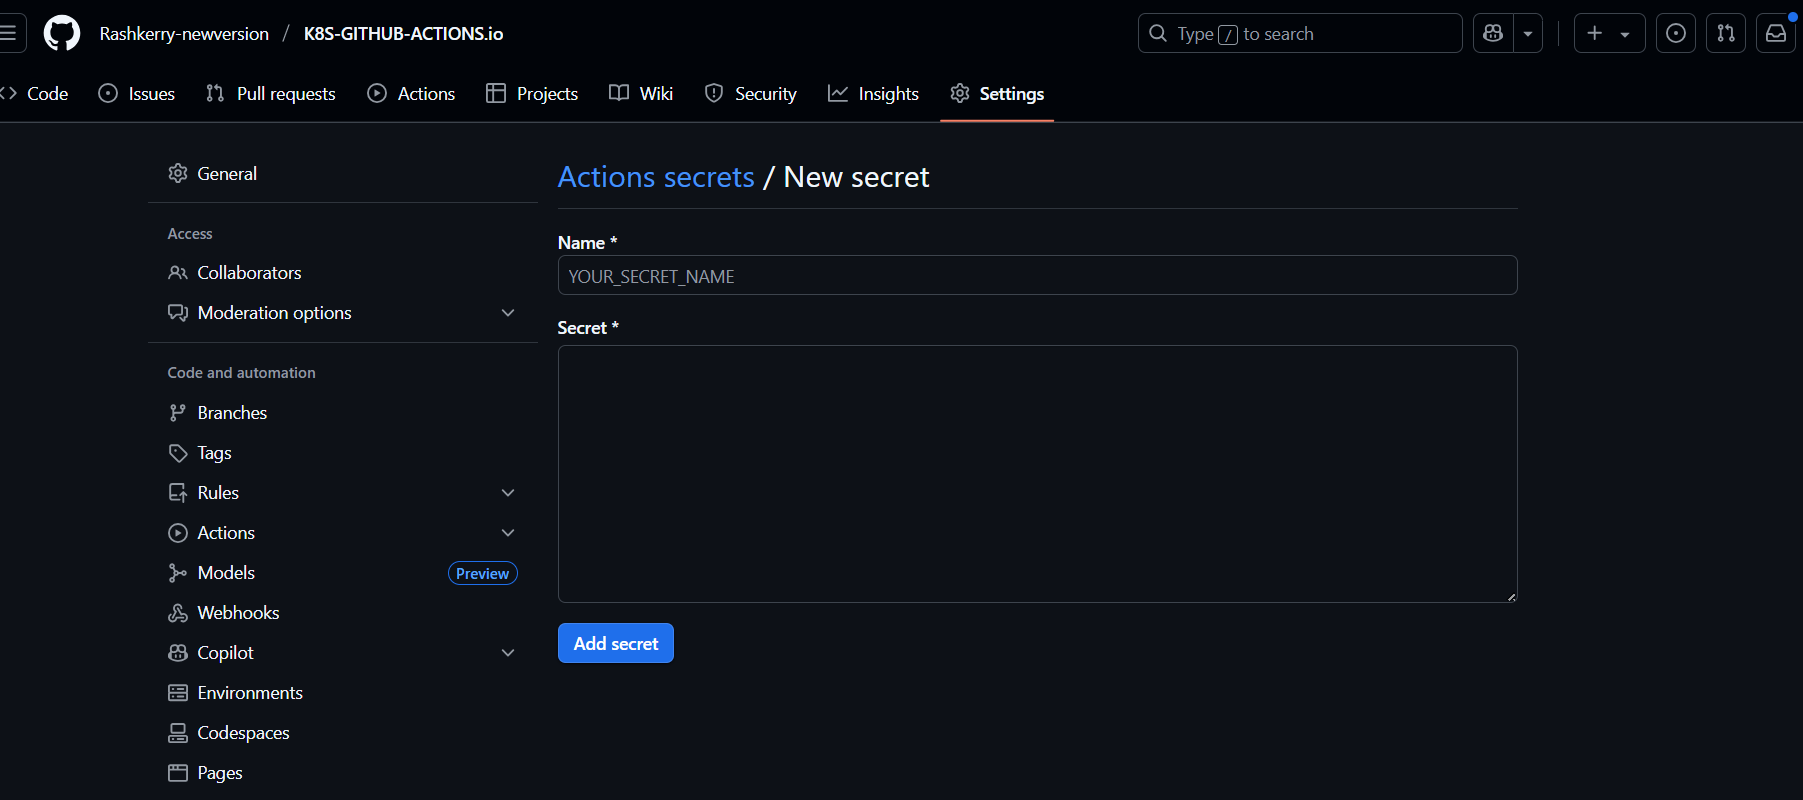 Rashkerry-newversion / K8S-GITHUB-ACTIONS.io
Type / to search
Code
Issues
Pull requests
Actions
Projects
Wiki
Security
Insights
Settings
General
Access
Collaborators
Moderation options
Code and automation
Branches
Tags
Rules
Actions
Models
Preview
Webhooks
Copilot
Environments
Codespaces
Pages
Actions secrets / New secret
Name *
YOUR_SECRET_NAME
Secret *
Add secret